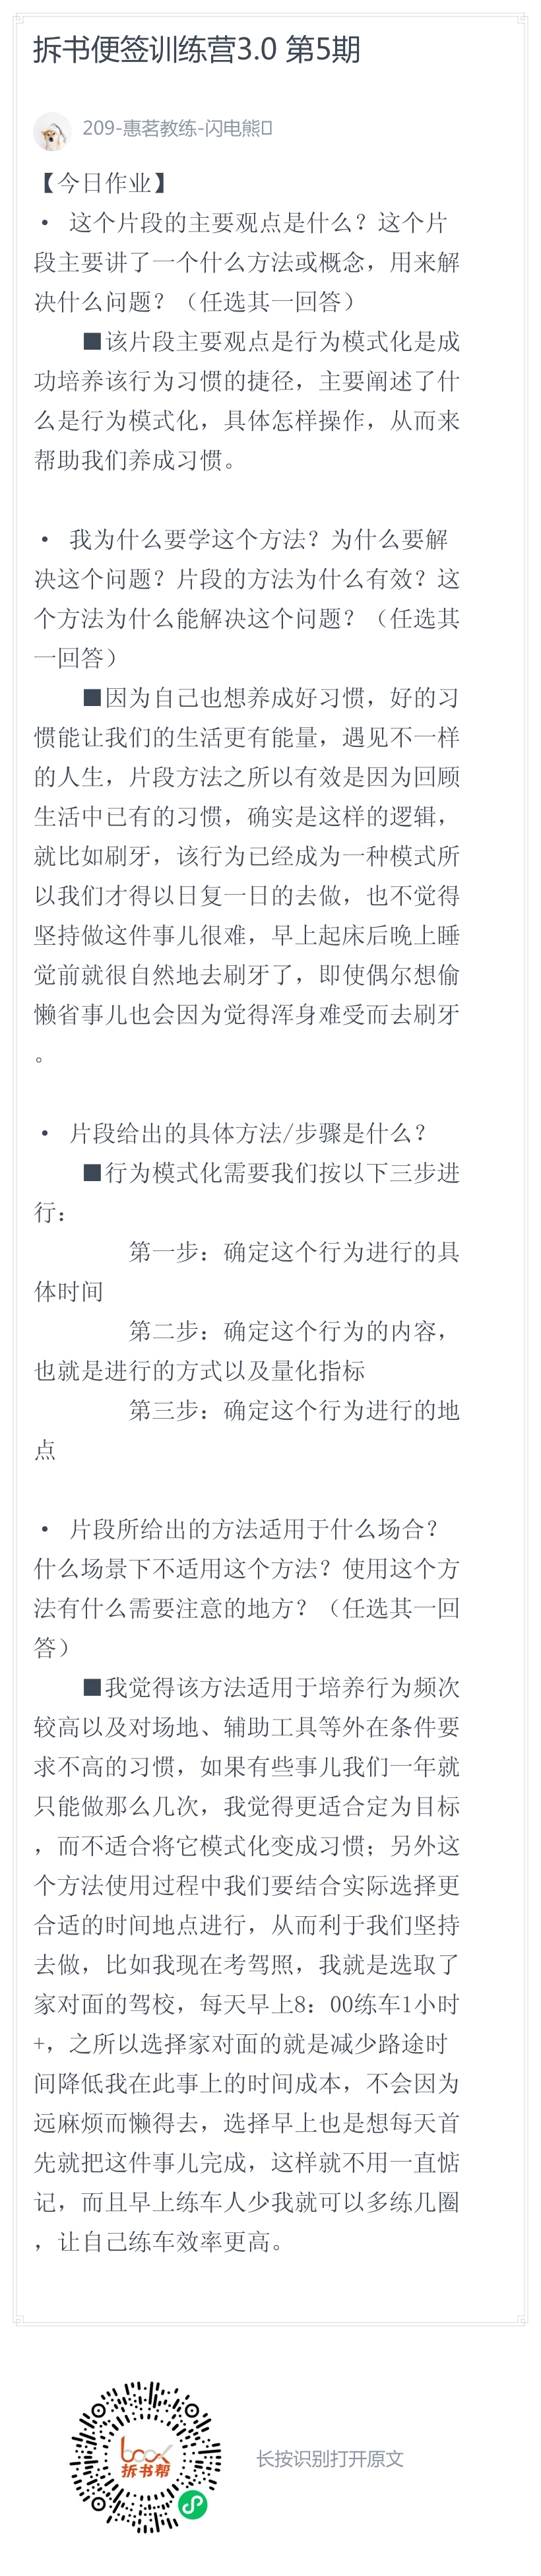 拆书便签训练营3.0 第5期
209-惠茗教练-闪电熊
【今日作业】
• 这个片段的主要观点是什么？这个片
段主要讲了一个什么方法或概念，用来解
决什么问题？（任选其一回答）
■该片段主要观点是行为模式化是成
功培养该行为习惯的捷径，主要阐述了什
么是行为模式化，具体怎样操作，从而来
帮助我们养成习惯。
• 我为什么要学这个方法？为什么要解
决这个问题？片段的方法为什么有效？这
个方法为什么能解决这个问题？（任选其
一回答）
■因为自己也想养成好习惯，好的习
惯能让我们的生活更有能量，遇见不一样
的人生，片段方法之所以有效是因为回顾
生活中已有的习惯，确实是这样的逻辑，
就比如刷牙，该行为已经成为一种模式所
以我们才得以日复一日的去做，也不觉得
坚持做这件事儿很难，早上起床后晚上睡
觉前就很自然地去刷牙了，即使偶尔想偷
懒省事儿也会因为觉得浑身难受而去刷牙
。
• 片段给出的具体方法/步骤是什么？
■行为模式化需要我们按以下三步进
行：
第一步：确定这个行为进行的具
体时间
第二步：确定这个行为的内容，
也就是进行的方式以及量化指标
第三步：确定这个行为进行的地
点
• 片段所给出的方法适用于什么场合？
什么场景下不适用这个方法？使用这个方
法有什么需要注意的地方？（任选其一回
答）
■我觉得该方法适用于培养行为频次
较高以及对场地、辅助工具等外在条件要
求不高的习惯，如果有些事儿我们一年就
只能做那么几次，我觉得更适合定为目标
，而不适合将它模式化变成习惯；另外这
个方法使用过程中我们要结合实际选择更
合适的时间地点进行，从而利于我们坚持
去做，比如我现在考驾照，我就是选取了
家对面的驾校，每天早上8：00练车1小时
+，之所以选择家对面的就是减少路途时
间降低我在此事上的时间成本，不会因为
远麻烦而懒得去，选择早上也是想每天首
先就把这件事儿完成，这样就不用一直惦
记，而且早上练车人少我就可以多练几圈
，让自己练车效率更高。
book
拆书帮
长按识别打开原文